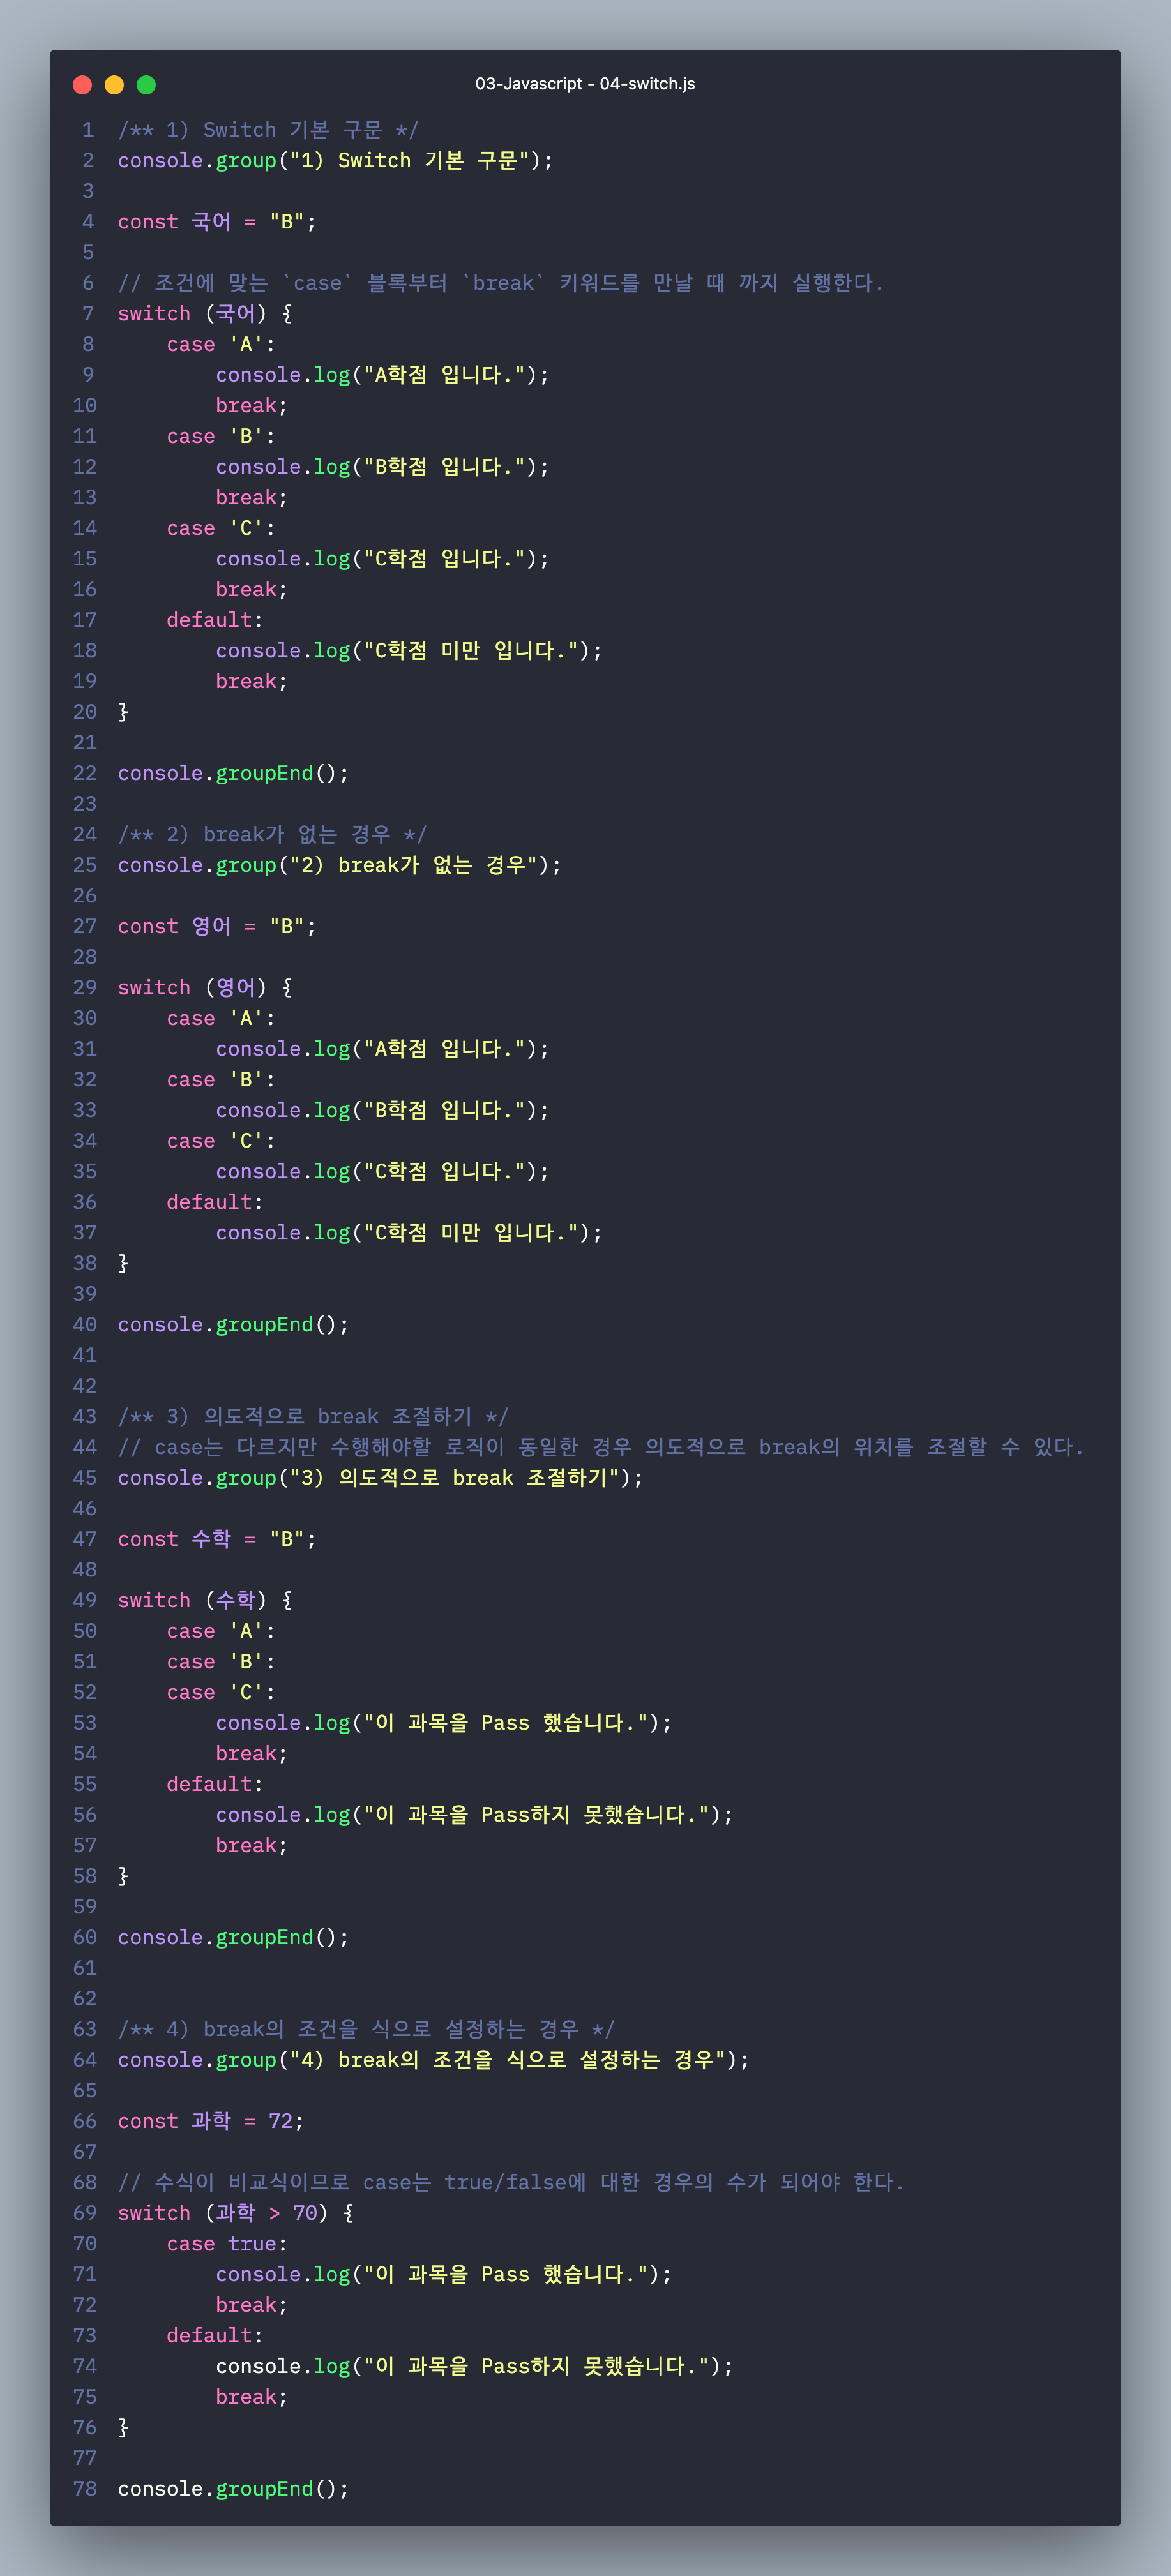 03-Javascript - 04-switch.js
1 /** 1) Switch 기본 구문 */
2 console.group("1) Switch 기본 구문");
3
4 const 국어 = "B";
5
6 // 조건에 맞는 `case` 블록부터 `break` 키워드를 만날 때 까지 실행한다.
7 switch (국어) {
8     case 'A':
9         console.log("A학점 입니다.");
10         break;
11     case 'B':
12         console.log("B학점 입니다.");
13         break;
14     case 'C':
15         console.log("C학점 입니다.");
16         break;
17     default:
18         console.log("C학점 미만 입니다.");
19         break;
20 }
21
22 console.groupEnd();
23
24 /** 2) break가 없는 경우 */
25 console.group("2) break가 없는 경우");
26
27 const 영어 = "B";
28
29 switch (영어) {
30     case 'A':
31         console.log("A학점 입니다.");
32     case 'B':
33         console.log("B학점 입니다.");
34     case 'C':
35         console.log("C학점 입니다.");
36     default:
37         console.log("C학점 미만 입니다.");
38 }
39
40 console.groupEnd();
41
42
43 /** 3) 의도적으로 break 조절하기 */
44 // case는 다르지만 수행해야할 로직이 동일한 경우 의도적으로 break의 위치를 조절할 수 있다.
45 console.group("3) 의도적으로 break 조절하기");
46
47 const 수학 = "B";
48
49 switch (수학) {
50     case 'A':
51     case 'B':
52     case 'C':
53         console.log("이 과목을 Pass 했습니다.");
54         break;
55     default:
56         console.log("이 과목을 Pass하지 못했습니다.");
57         break;
58 }
59
60 console.groupEnd();
61
62
63 /** 4) break의 조건을 식으로 설정하는 경우 */
64 console.group("4) break의 조건을 식으로 설정하는 경우");
65
66 const 과학 = 72;
67
68 // 수식이 비교식이므로 case는 true/false에 대한 경우의 수가 되어야 한다.
69 switch (과학 > 70) {
70     case true:
71         console.log("이 과목을 Pass 했습니다.");
72         break;
73     default:
74         console.log("이 과목을 Pass하지 못했습니다.");
75         break;
76 }
77
78 console.groupEnd();